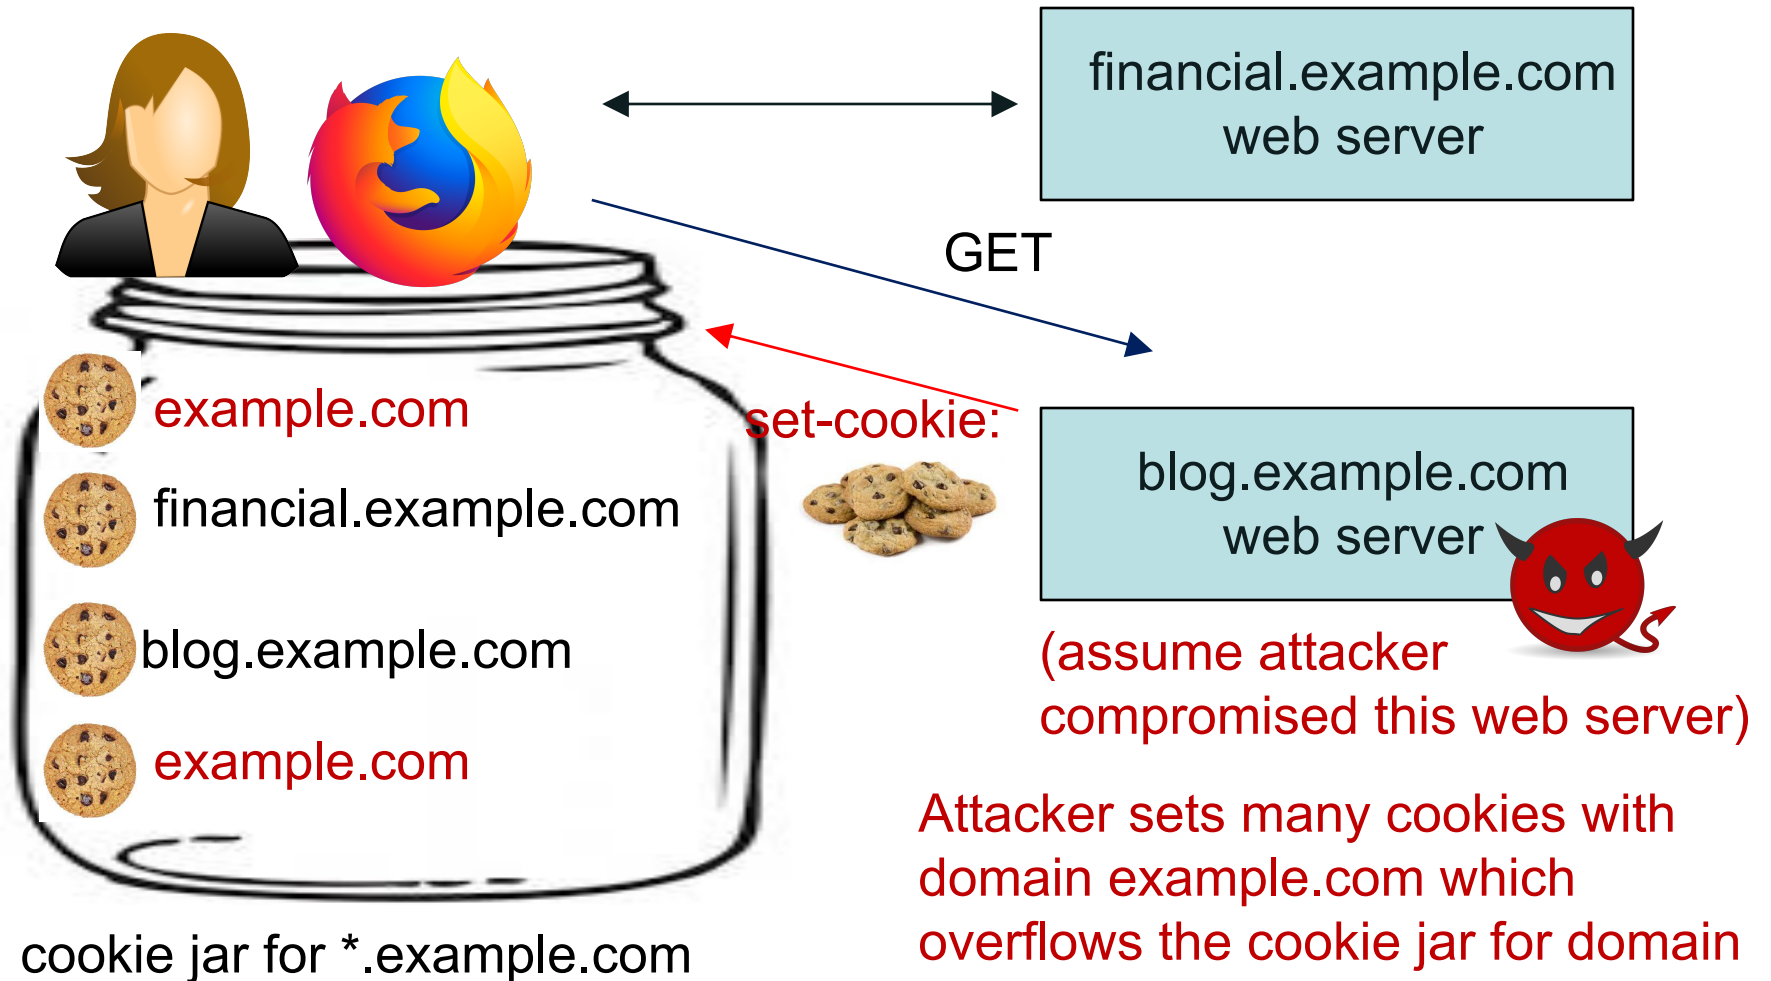 financial.example.com
web server
GET
example.com
set-cookie:
financial.example.com
blog.example.com
web server
blog.example.com
(assume attacker
compromised this web server)
example.com
Attacker sets many cookies with
domain example.com which
overflows the cookie jar for domain
cookie jar for *.example.com